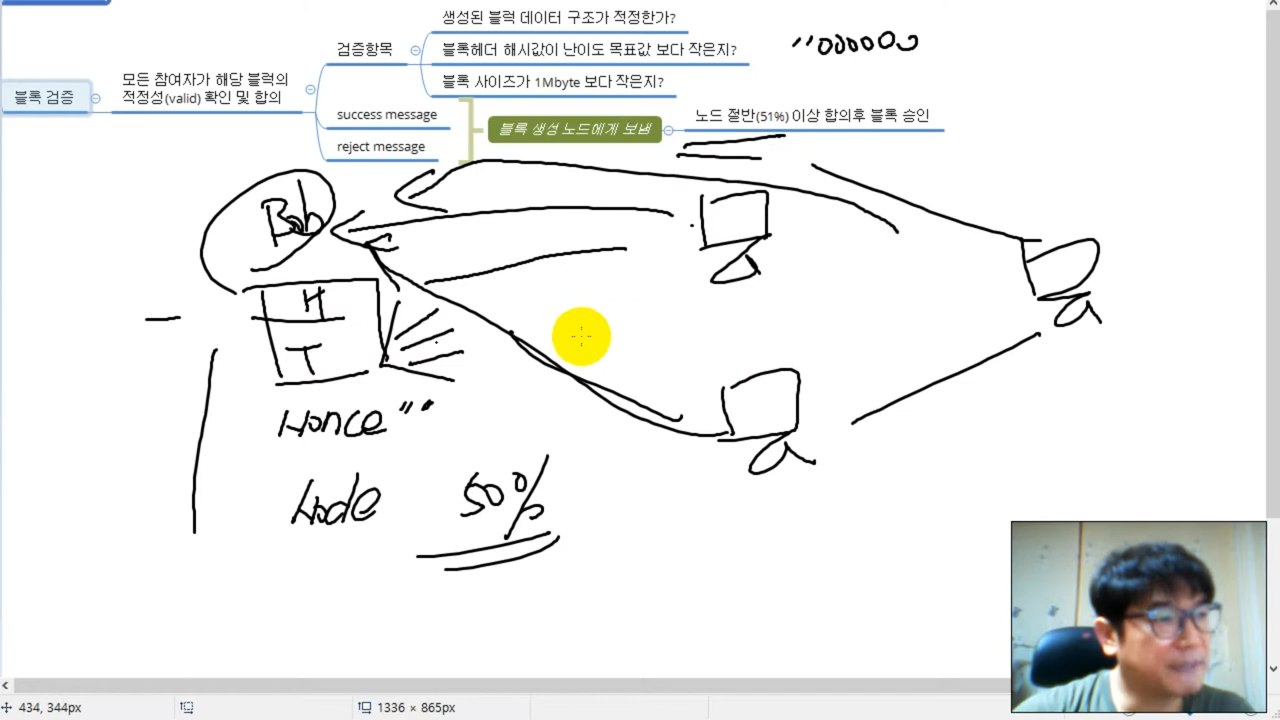 생성된 블럭 데이터 구조가 적정한가?
검증항목
블록헤더 해시값이 난이도 목표값 보다 작은지?
블록 사이즈가 1Mbyte 보다 작은지?
블록 검증
모든 참여자가 해당 블럭의
적정성(valid) 확인 및 합의
success message
reject message
블록 생성 노드에게 보냄
노드 절반(51%) 이상 합의후 블록 승인
"000000
Bob
H
T
Nonce
Node 50%
434, 344px
1336 × 865px